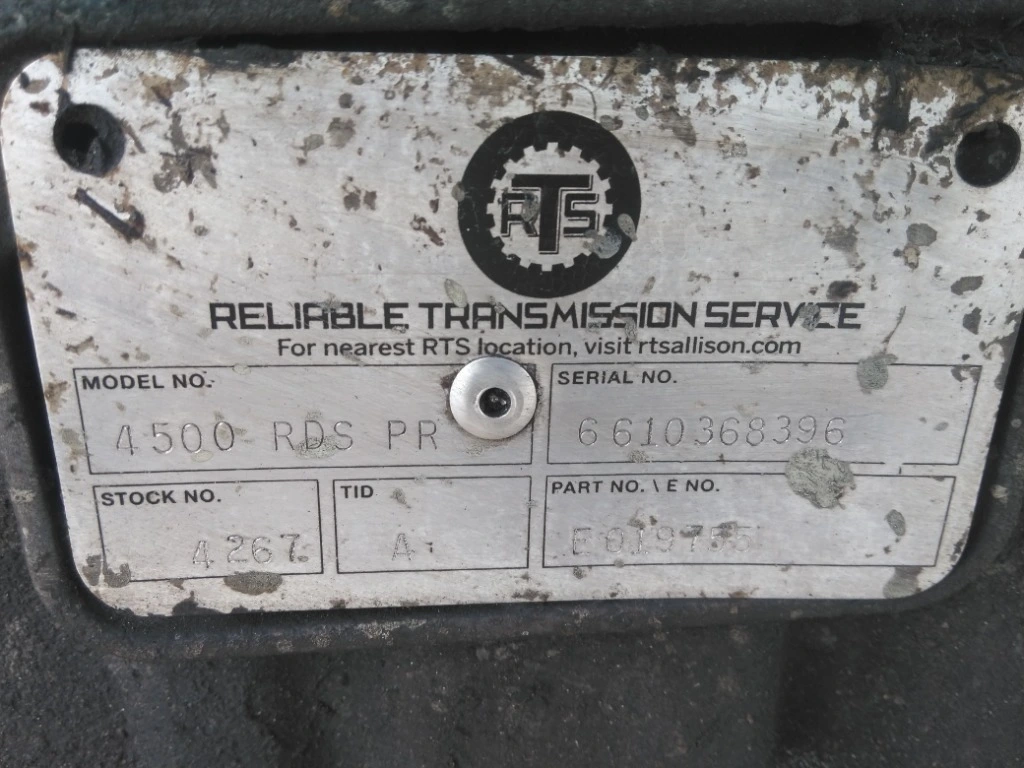 RTS
RELIABLE TRANSMISSION SERVICE
For nearest RTS location, visit rtsallison.com
MODEL NO.
4500 RDS PR
SERIAL NO.
6610368396
STOCK NO.
4267
TID
A
PART NO. \ E NO.
E019755